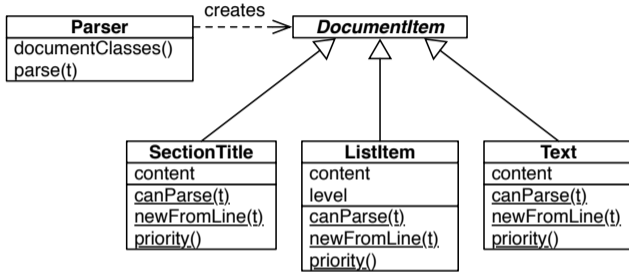 creates
Parser
documentClasses()
parse(t)
DocumentItem
SectionTitle
content
canParse(t)
newFromLine(t)
priority()
ListItem
content
level
canParse(t)
newFromLine(t)
priority()
Text
content
canParse(t)
newFromLine(t)
priority()